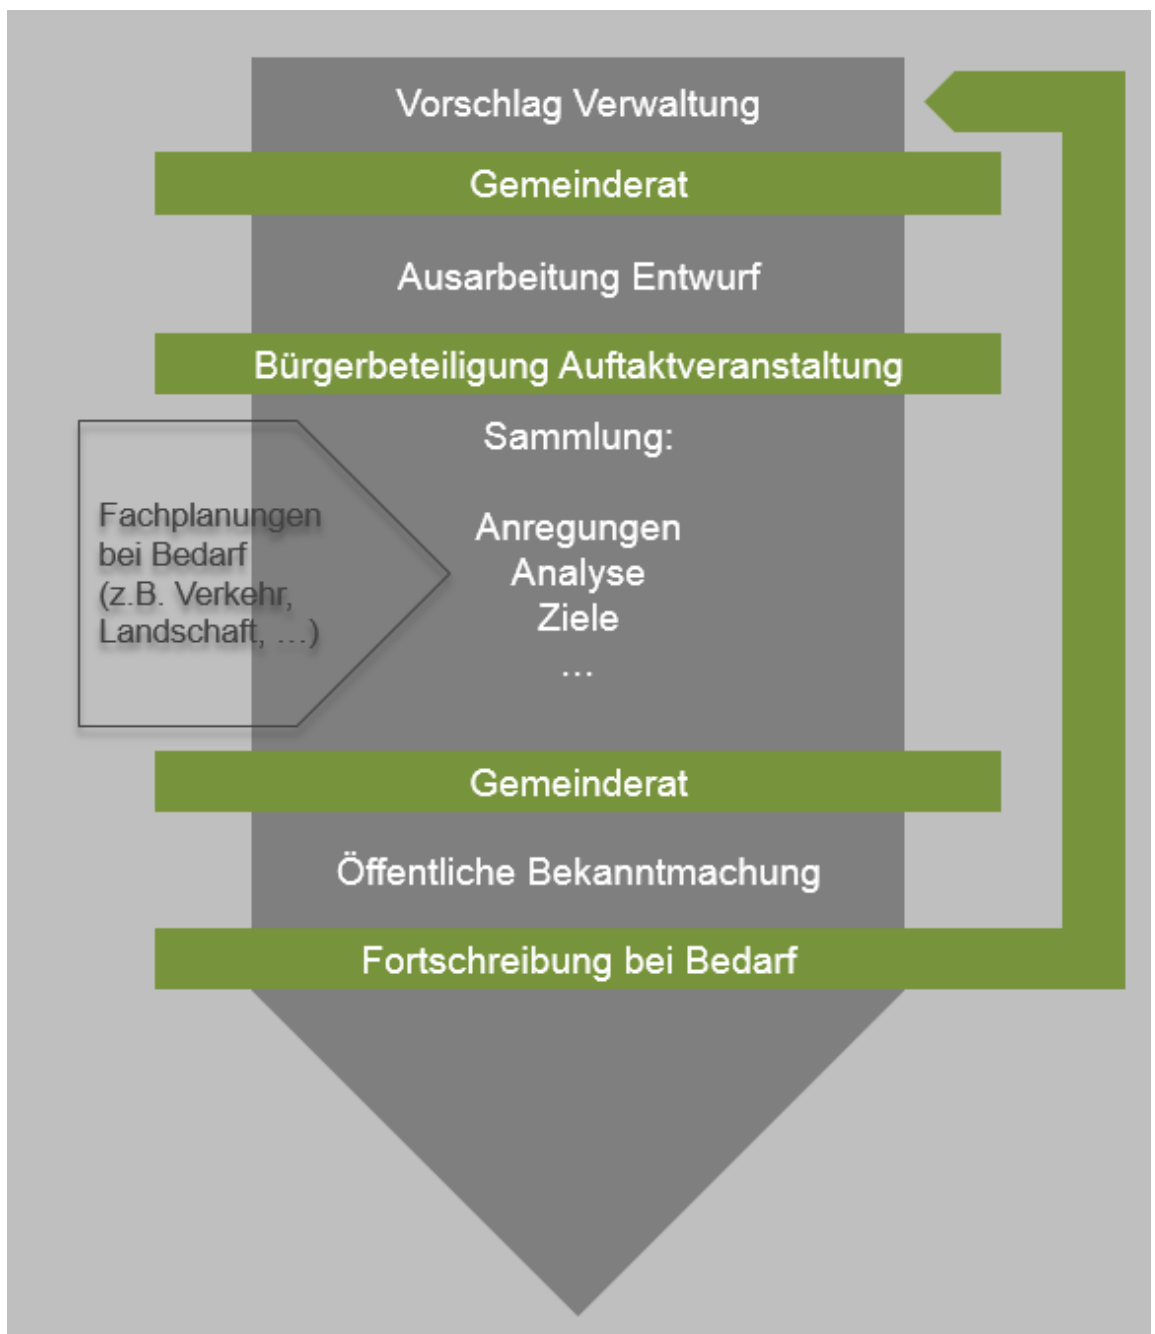 Vorschlag Verwaltung
Gemeinderat
Ausarbeitung Entwurf
Bürgerbeteiligung Auftaktveranstaltung
Sammlung:
Anregungen
Analyse
Ziele
...
Fachplanungen
bei Bedarf
(z.B. Verkehr,
Landschaft, ...)
Gemeinderat
Öffentliche Bekanntmachung
Fortschreibung bei Bedarf